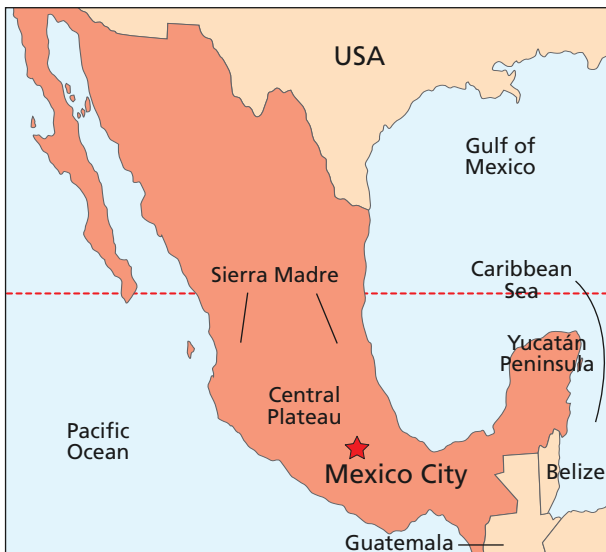 USA
Gulf of
Mexico
Sierra Madre
Caribbean
Sea
Yucatán
Peninsula
Central
Plateau
Pacific
Ocean
Mexico City
Belize
Guatemala